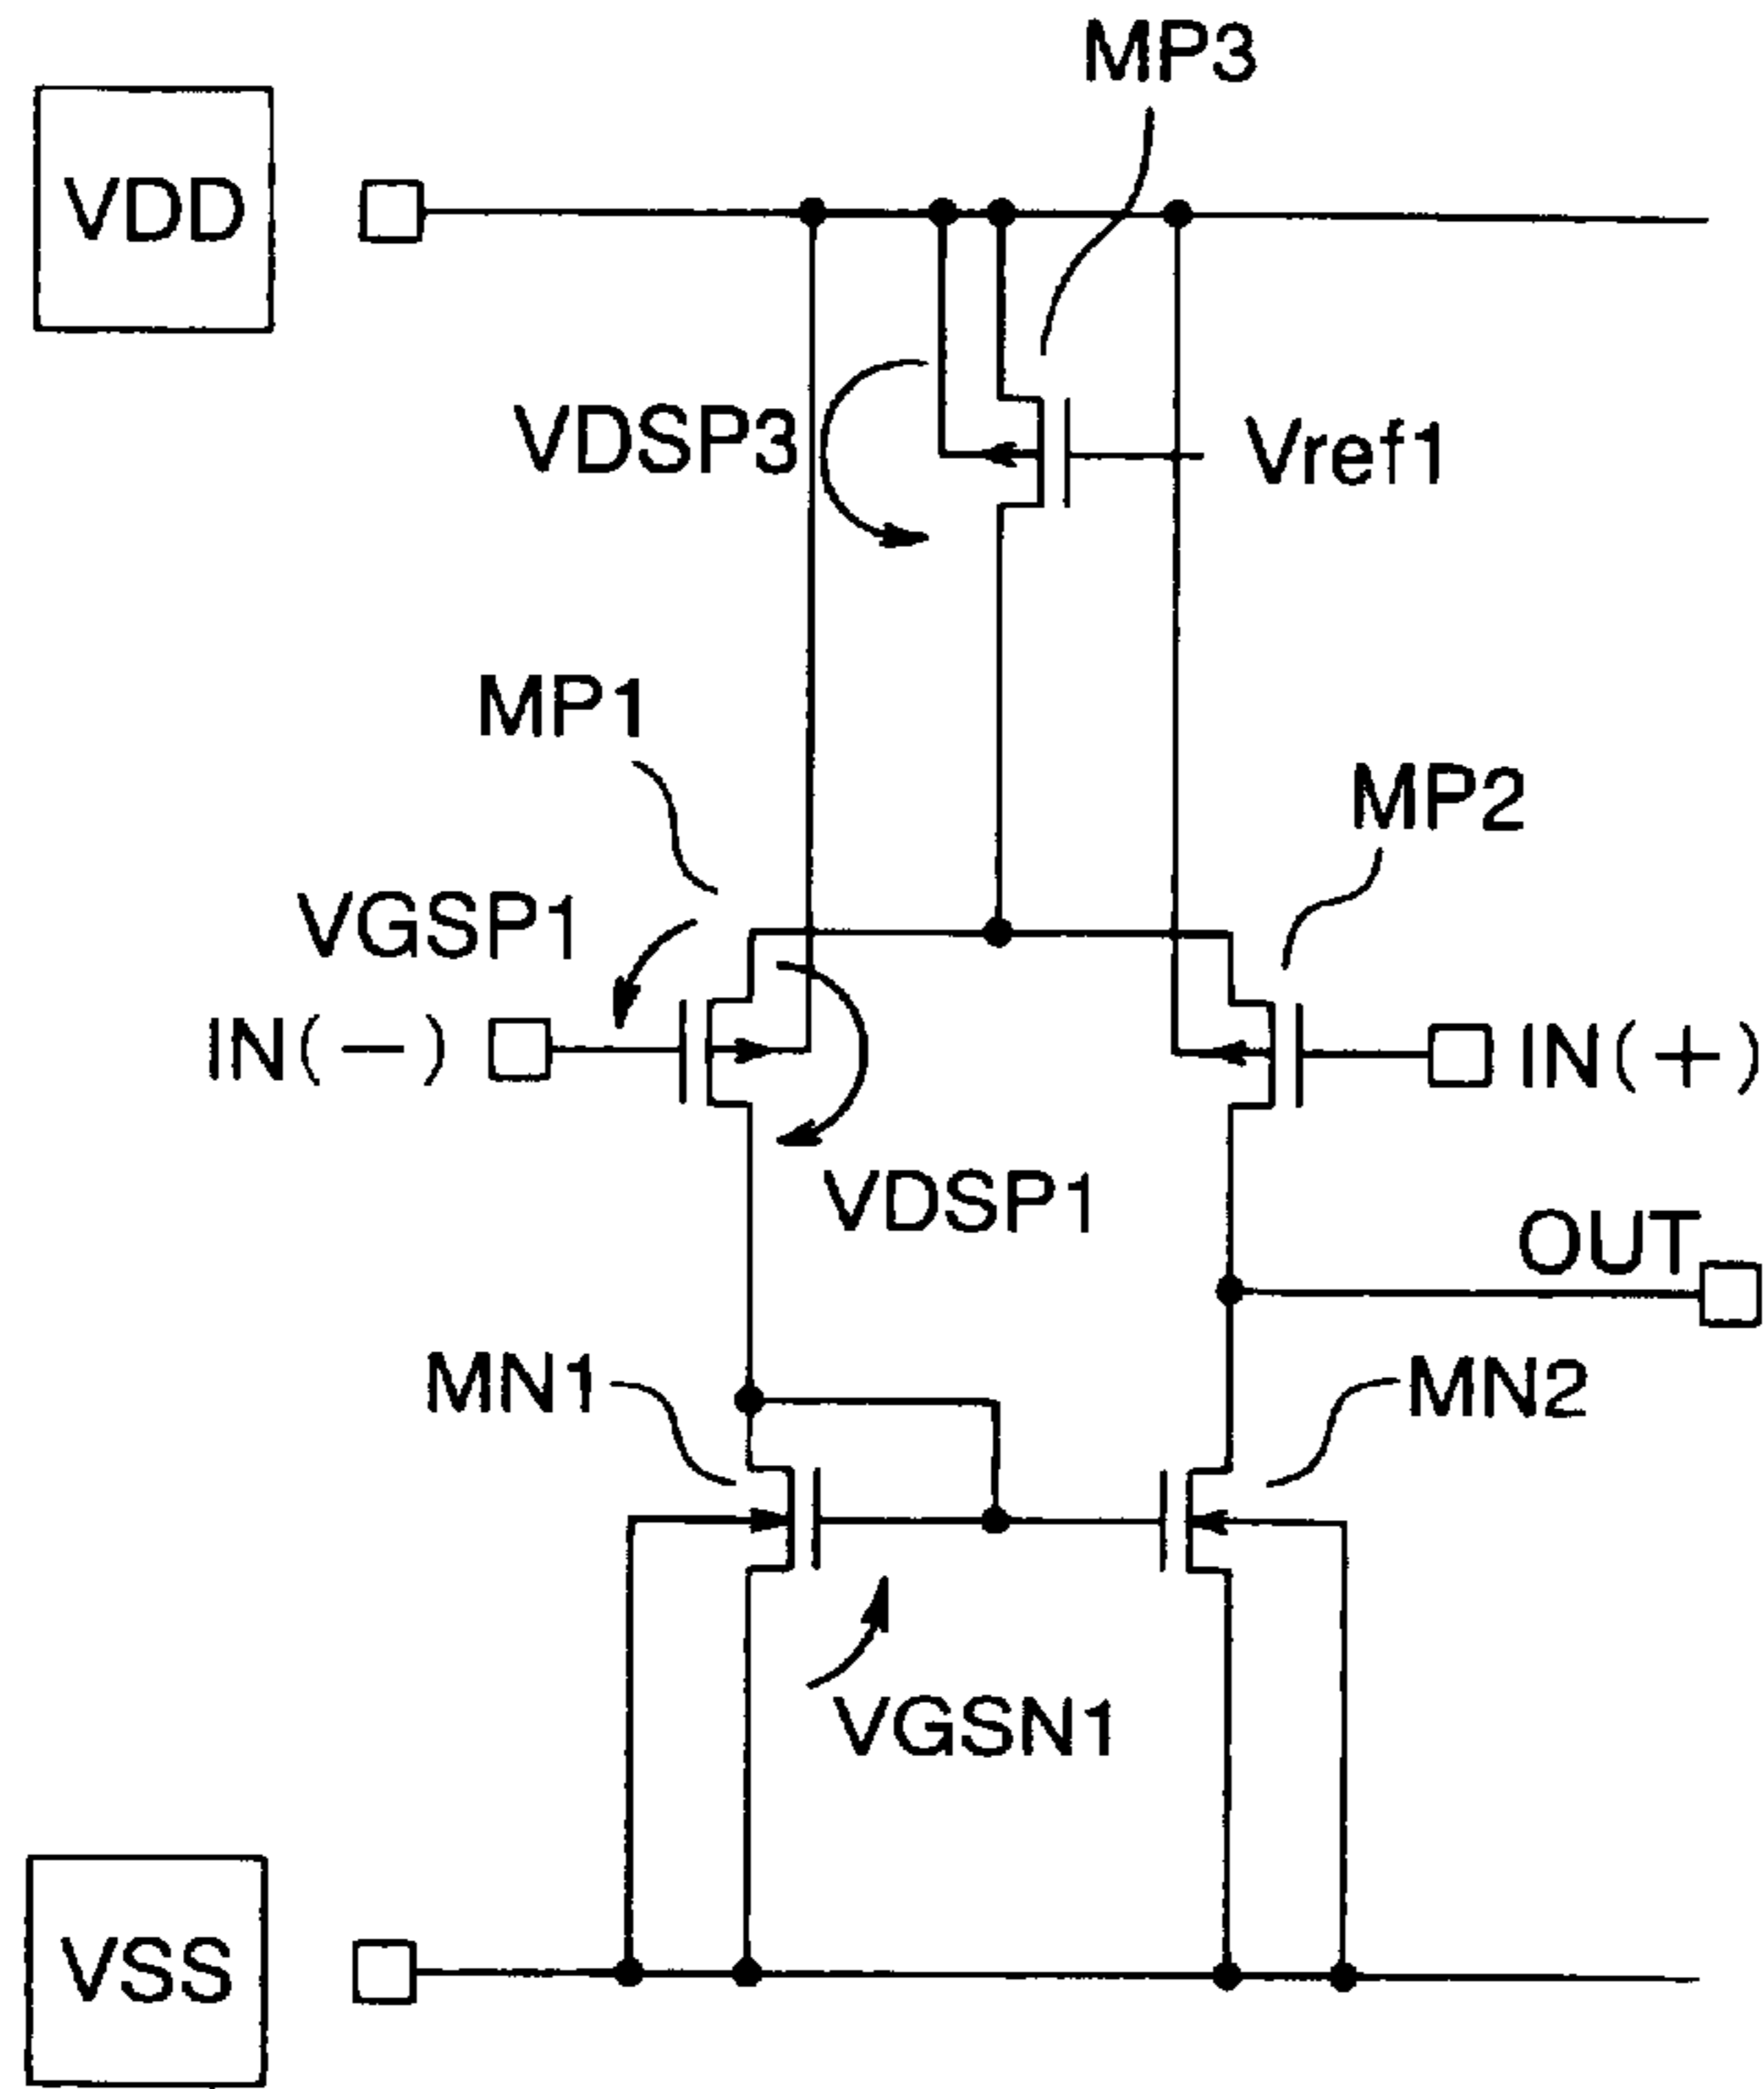 MP3
VDD
VDSP3
Vref1
MP1
MP2
VGSP1
IN(−)
IN(+)
VDSP1
OUT
MN1
MN2
VGSN1
VSS